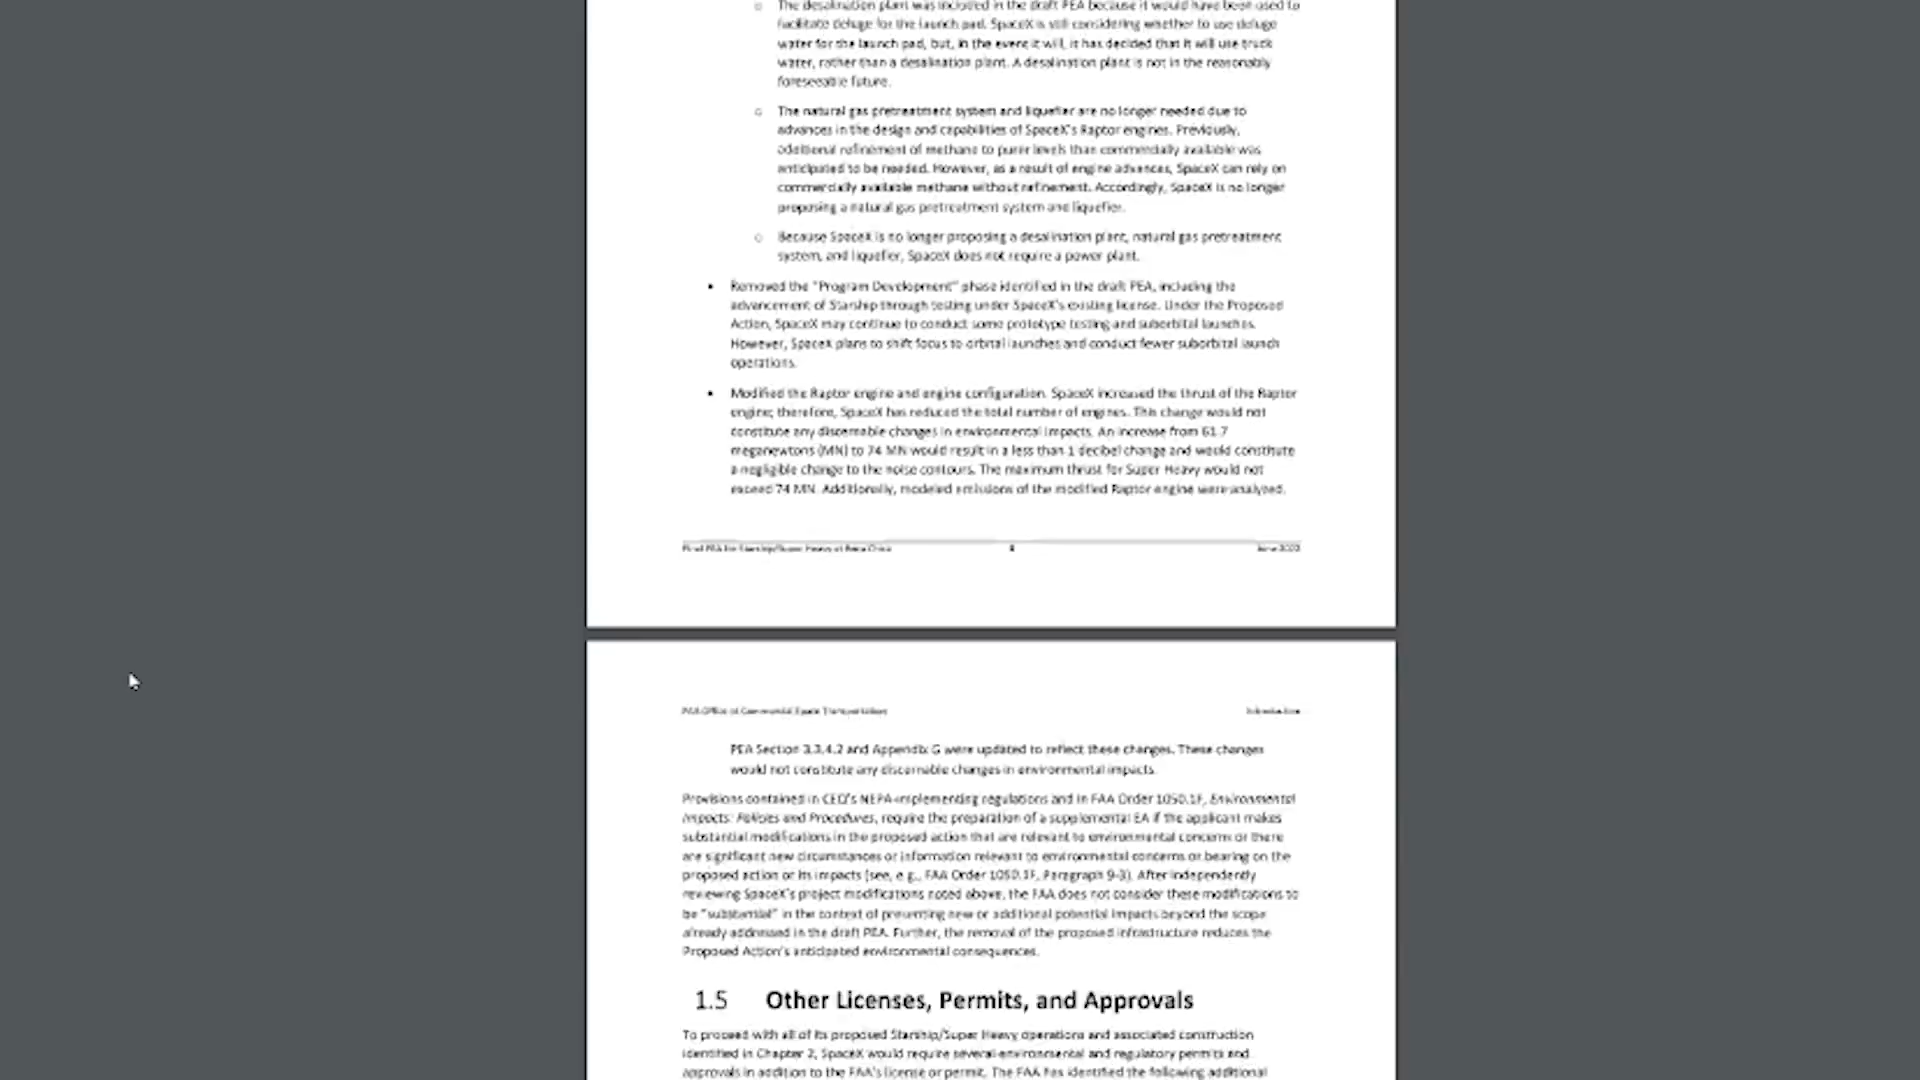 The desalination plant was included in the draft PEA because it would have been used to
facilitate deluge for the launch pad. SpaceX is still considering whether to use deluge
water for the launch pad, but, in the event it will, it has decided that it will use truck
water, rather than a desalination plant. A desalination plant is not in the reasonably
foreseeable future.
○ The natural gas pretreatment system and liquefier are no longer needed due to
advances in the design and capabilities of SpaceX's Raptor engines. Previously,
additional refinement of methane to purer levels than commercially available was
anticipated to be needed. However, as a result of engine advances, SpaceX can rely on
commercially available methane without refinement. Accordingly, SpaceX is no longer
proposing a natural gas pretreatment system and liquefier.
○ Because SpaceX is no longer proposing a desalination plant, natural gas pretreatment
system, and liquefier, SpaceX does not require a power plant.
• Removed the "Program Development" phase identified in the draft PEA, including the
advancement of Starship through testing under SpaceX's existing license. Under the Proposed
Action, SpaceX may continue to conduct some prototype testing and suborbital launches.
However, SpaceX plans to shift focus to orbital launches and conduct fewer suborbital launch
operations.
• Modified the Raptor engine and engine configuration. SpaceX increased the thrust of the Raptor
engine; therefore, SpaceX has reduced the total number of engines. This change would not
constitute any discernable changes in environmental impacts. An increase from 61.7
meganewtons (MN) to 74 MN would result in a less than 1 decibel change and would constitute
a negligible change to the noise contours. The maximum thrust for Super Heavy would not
exceed 74 MN. Additionally, modeled emissions of the modified Raptor engine were analyzed.
Final PEA for Starship/Super Heavy at Boca Chica June 2022
FAA Office of Commercial Space Transportation Introduction
PEA Section 3.3.4.2 and Appendix G were updated to reflect these changes. These changes
would not constitute any discernable changes in environmental impacts.
Provisions contained in CEQ's NEPA-implementing regulations and in FAA Order 1050.1F, Environmental
Impacts: Policies and Procedures, require the preparation of a supplemental EA if the applicant makes
substantial modifications in the proposed action that are relevant to environmental concerns or there
are significant new circumstances or information relevant to environmental concerns or bearing on the
proposed action or its impacts (see, e.g., FAA Order 1050.1F, Paragraph 9-3). After independently
reviewing SpaceX's project modifications noted above, the FAA does not consider these modifications to
be "substantial" in the context of presenting new or additional potential impacts beyond the scope
already addressed in the draft PEA. Further, the removal of the proposed infrastructure reduces the
Proposed Action's anticipated environmental consequences.
1.5 Other Licenses, Permits, and Approvals
To proceed with all of its proposed Starship/Super Heavy operations and associated construction
identified in Chapter 2, SpaceX would require several environmental and regulatory permits and
approvals in addition to the FAA's license or permit. The FAA has identified the following additional